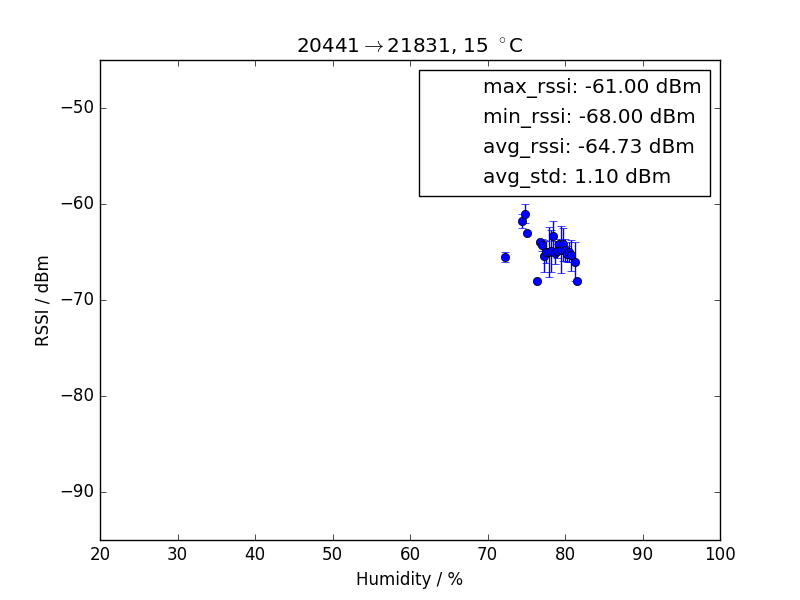 20441→21831, 15 °C
max_rssi: -61.00 dBm
min_rssi: -68.00 dBm
avg_rssi: -64.73 dBm
avg_std: 1.10 dBm
RSSI / dBm
−50
−60
−70
−80
−90
20 30 40 50 60 70 80 90 100
Humidity / %